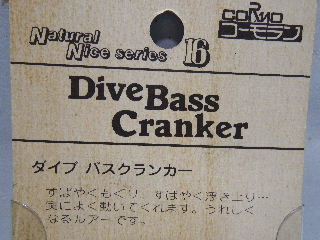 Natural
Nice series 16
CORMO
コーモラン
Dive Bass
Cranker
ダイブ バスクランカー
すばやくもぐり、すばやく浮き上り…
実によく動いてくれます。うれしく
なるルアーです。